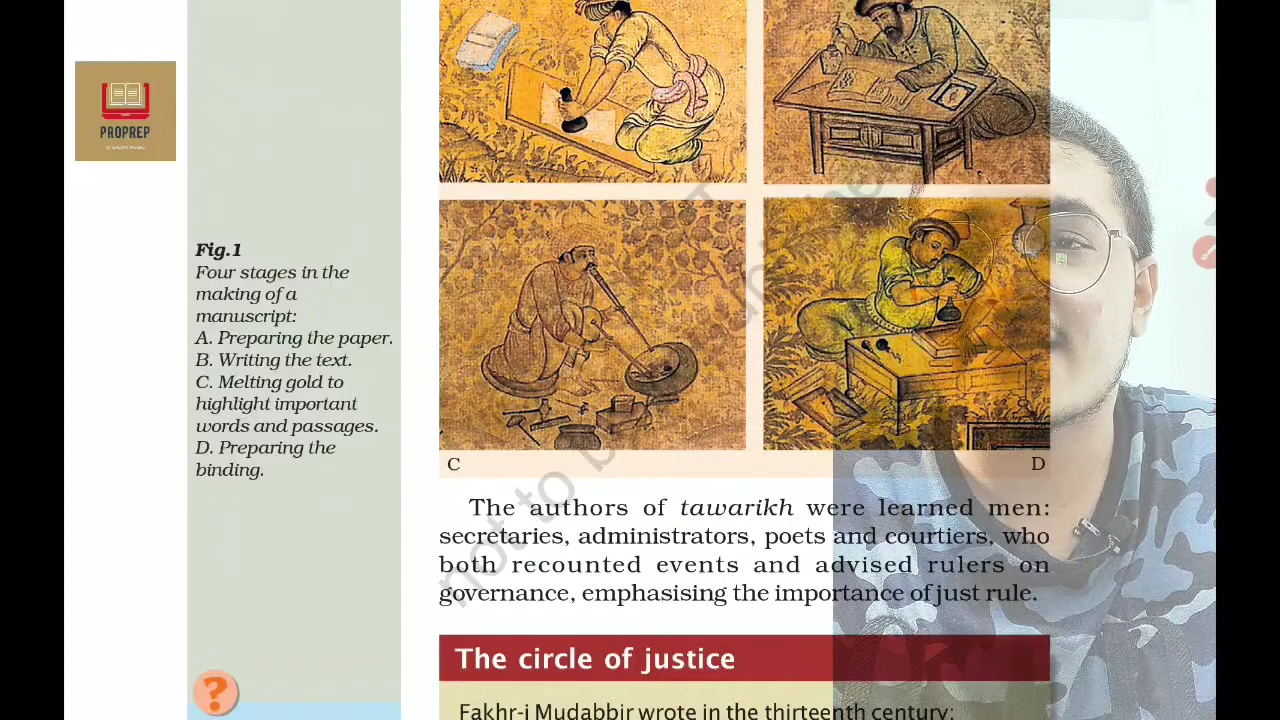 PROPREP
Fig.1
Four stages in the
making of a
manuscript:
A. Preparing the paper.
B. Writing the text.
C. Melting gold to
highlight important
words and passages.
D. Preparing the
binding.
C
D
The authors of tawarikh were learned men:
secretaries, administrators, poets and courtiers, who
both recounted events and advised rulers on
governance, emphasising the importance of just rule.
The circle of justice
?
Fakhr-i Mudabbir wrote in the thirteenth century:
not to b